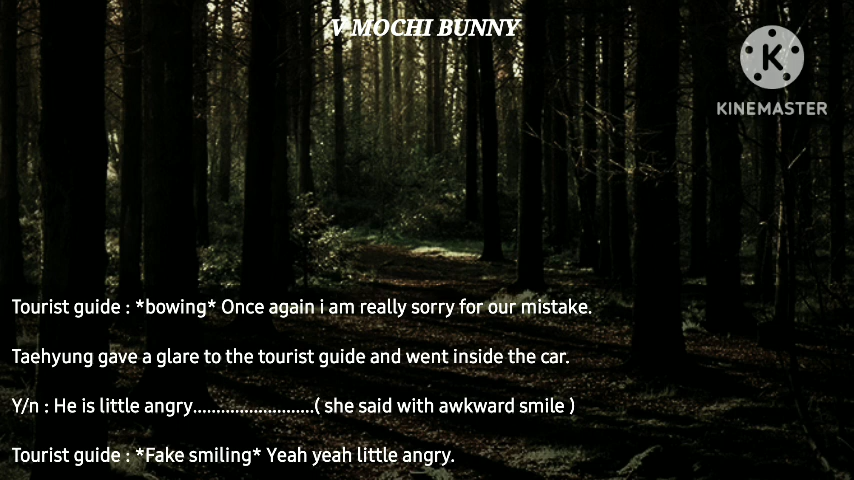 V MOCHI BUNNY
KINEMASTER
Tourist guide : *bowing* Once again i am really sorry for our mistake.
Taehyung gave a glare to the tourist guide and went inside the car.
Y/n : He is little angry..........................( she said with awkward smile )
Tourist guide : *Fake smiling* Yeah yeah little angry.